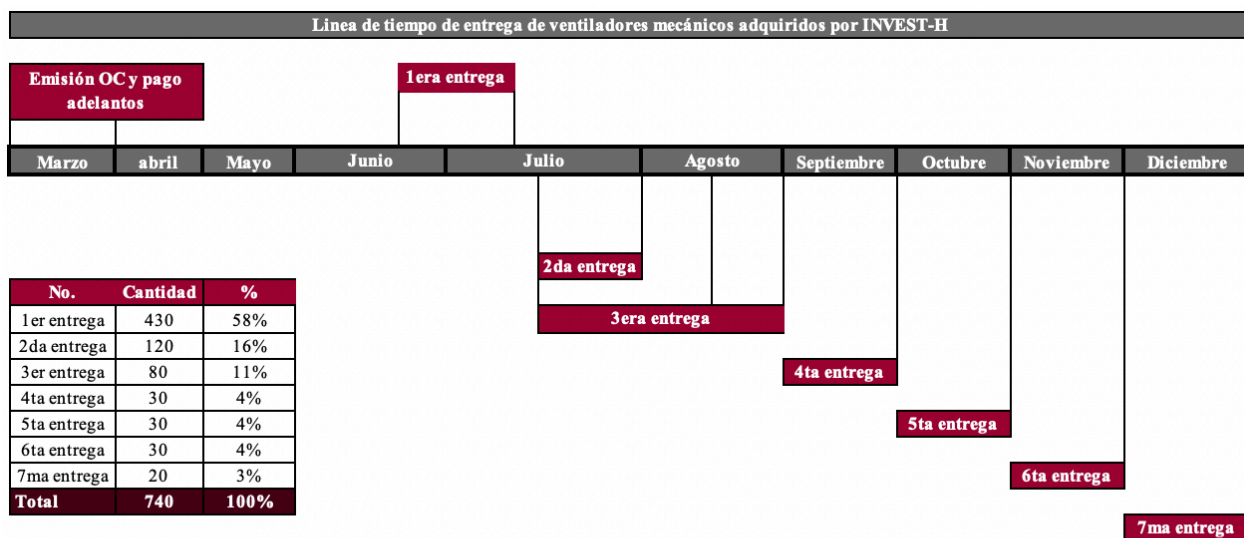 Linea de tiempo de entrega de ventiladores mecánicos adquiridos por INVEST-H
Emisión OC y pago
adelantos
1era entrega
Marzo abril Mayo Junio Julio Agosto Septiembre Octubre Noviembre Diciembre
2da entrega
3era entrega
4ta entrega
5ta entrega
6ta entrega
7ma entrega
No. Cantidad %
1er entrega 430 58%
2da entrega 120 16%
3er entrega 80 11%
4ta entrega 30 4%
5ta entrega 30 4%
6ta entrega 30 4%
7ma entrega 20 3%
Total 740 100%